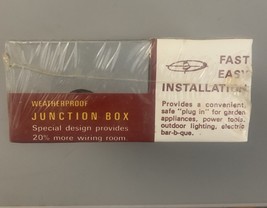 FAST
EASY
INSTALLATION
Provides a convenient,
safe "plug in" for garden
appliances, power tools,
outdoor lighting, electric
bar-b-que.
WEATHERPROOF
JUNCTION BOX
Special design provides
20% more wiring room